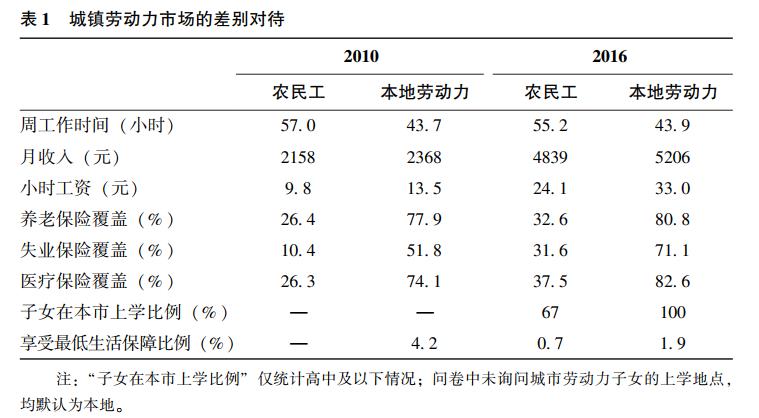 表 1 城镇劳动力市场的差别对待
2010 2016
农民工 本地劳动力 农民工 本地劳动力
周工作时间（小时） 57.0 43.7 55.2 43.9
月收入（元） 2158 2368 4839 5206
小时工资（元） 9.8 13.5 24.1 33.0
养老保险覆盖（%） 26.4 77.9 32.6 80.8
失业保险覆盖（%） 10.4 51.8 31.6 71.1
医疗保险覆盖（%） 26.3 74.1 37.5 82.6
子女在本市上学比例（%） — — 67 100
享受最低生活保障比例（%） — 4.2 0.7 1.9
注：“子女在本市上学比例”仅统计高中及以下情况；问卷中未询问城市劳动力子女的上学地点，
均默认为本地。